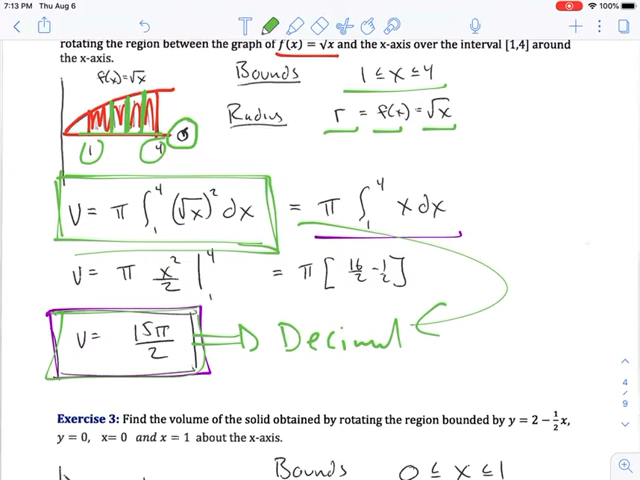 7:13 PM Thu Aug 6
100%
rotating the region between the graph of f(x) = √x and the x-axis over the interval [1,4] around
the x-axis.
f(x)=√x
Bounds 1 ≤ x ≤ 4
Radius r = f(x) = √x
1 4
V = π ∫₁⁴ (√x)² dx = π ∫₁⁴ x dx
V = π x²/2 |₁⁴ = π [ 16/2 - 1/2 ]
V = 15π/2 ⇒ Decimal
4 / 9
Exercise 3: Find the volume of the solid obtained by rotating the region bounded by y = 2 − ½x,
y = 0, x= 0 and x = 1 about the x-axis.
Bounds 0 ≤ x ≤ 1